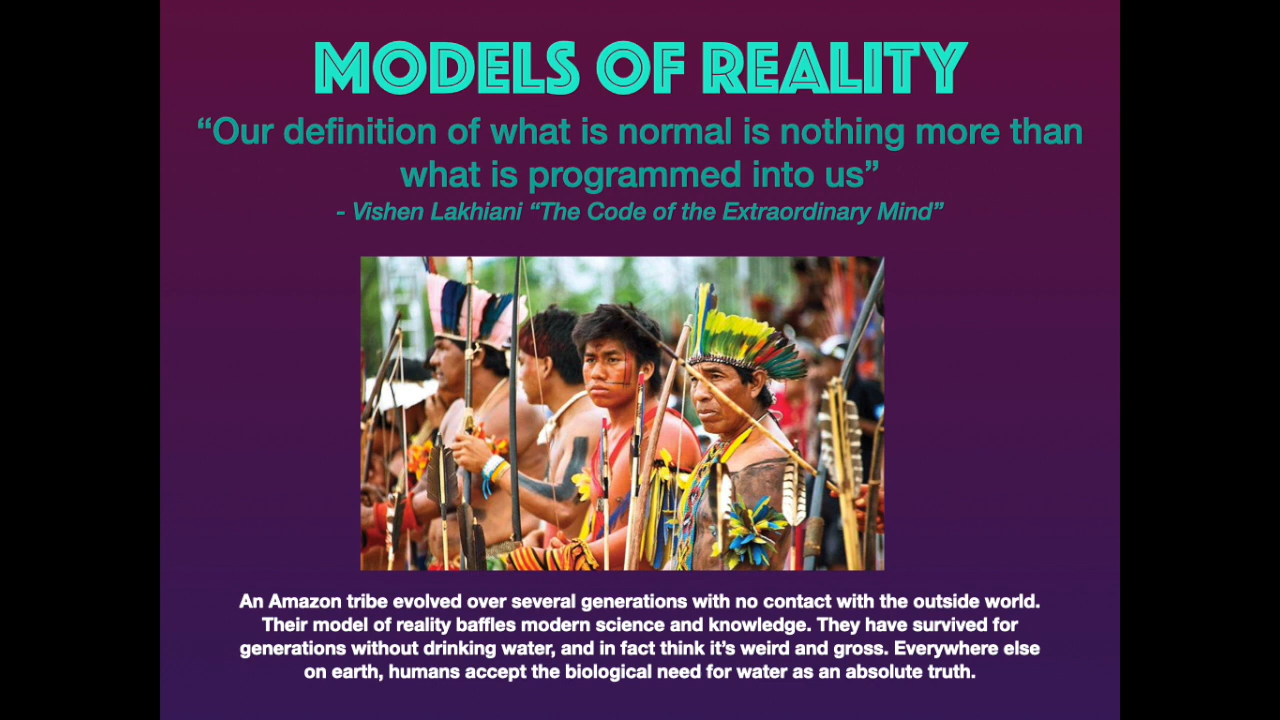 MODELS OF REALITY
“Our definition of what is normal is nothing more than
what is programmed into us”
- Vishen Lakhiani “The Code of the Extraordinary Mind”
An Amazon tribe evolved over several generations with no contact with the outside world.
Their model of reality baffles modern science and knowledge. They have survived for
generations without drinking water, and in fact think it’s weird and gross. Everywhere else
on earth, humans accept the biological need for water as an absolute truth.